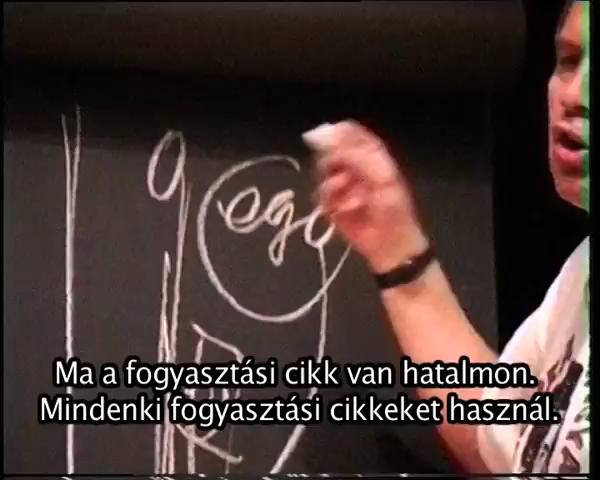 ego
Ma a fogyasztási cikk van hatalmon.
Mindenki fogyasztási cikkeket használ.